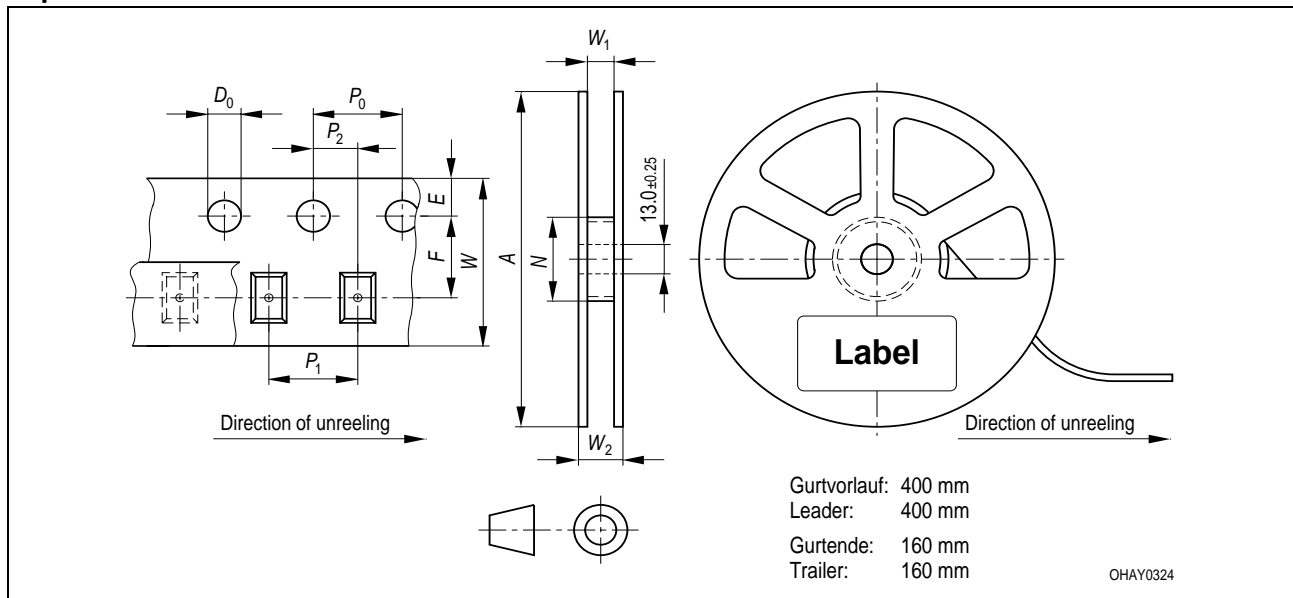 W1
D0
P0
P2
E
F
W
A
N
13.0±0.25
Label
P1
Direction of unreeling
W2
Direction of unreeling
Gurtvorlauf: 400 mm
Leader: 400 mm
Gurtende: 160 mm
Trailer: 160 mm
OHAY0324